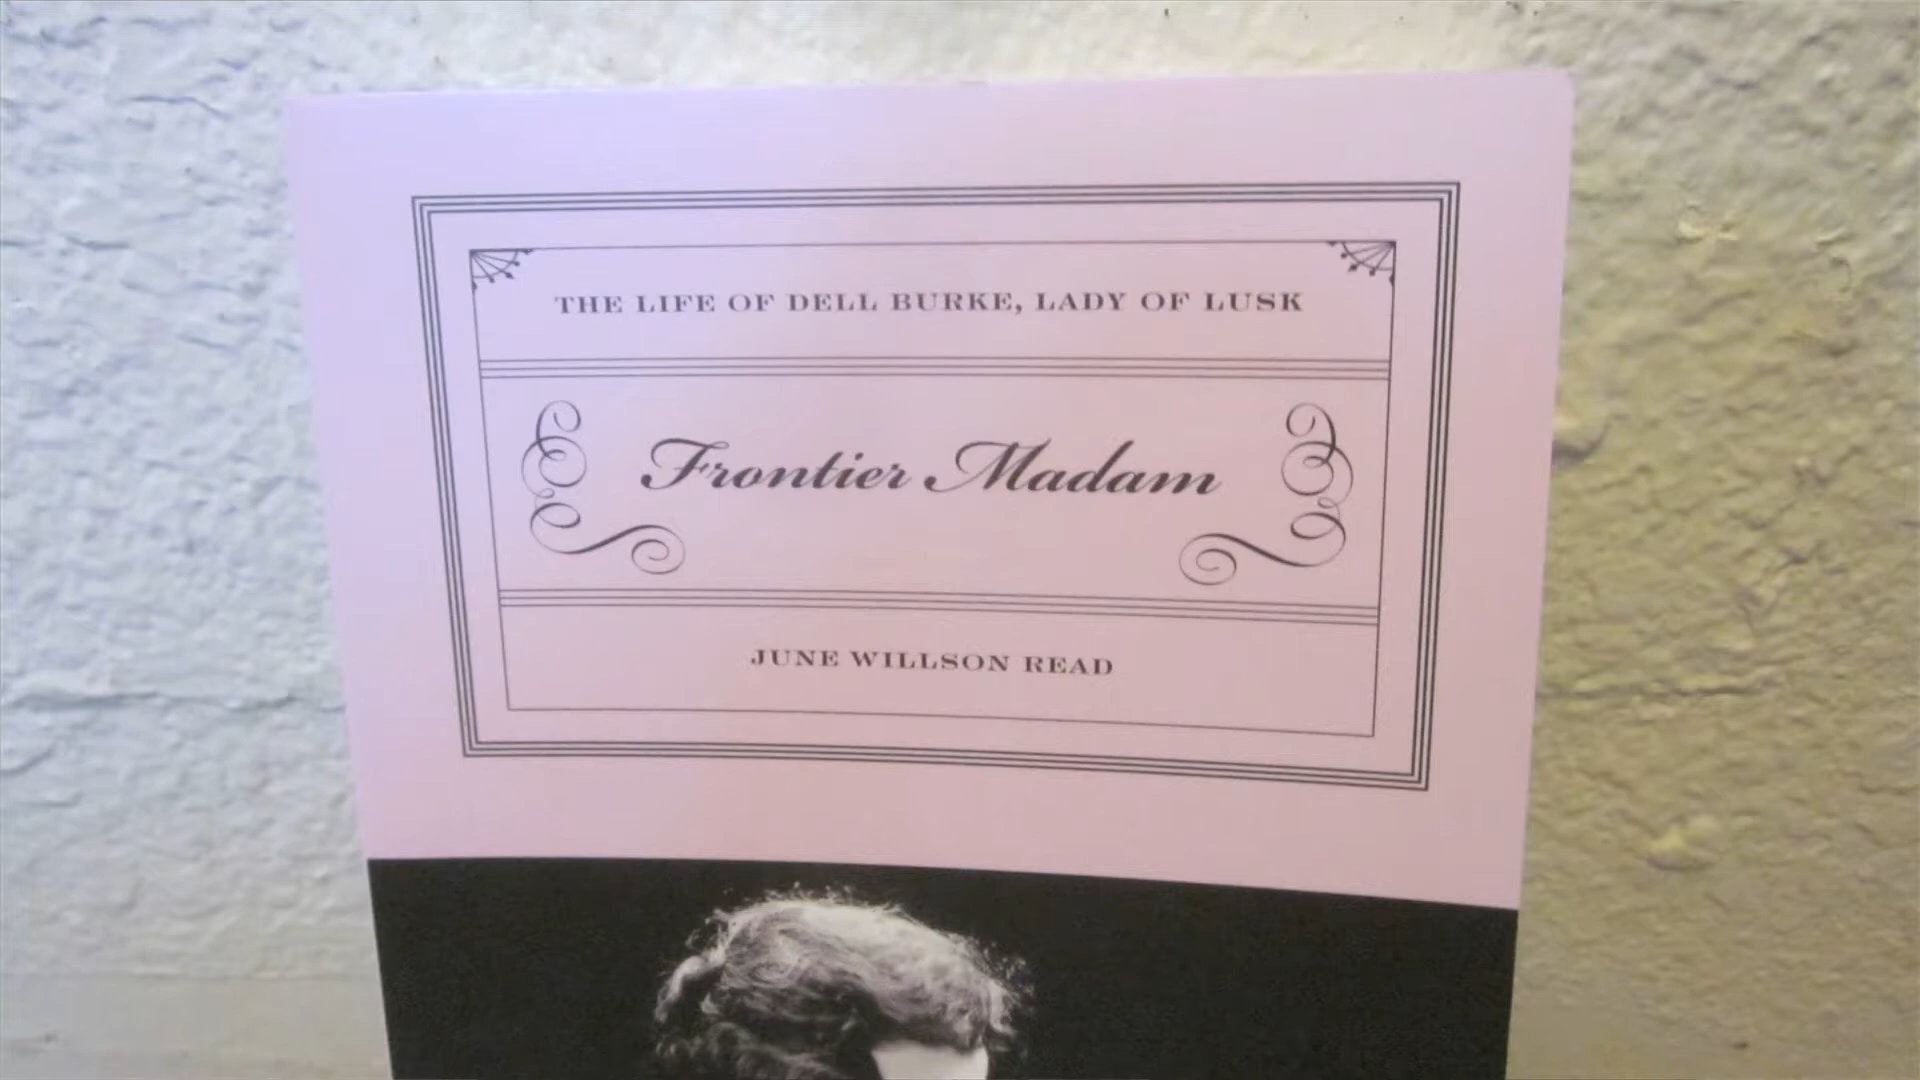 THE LIFE OF DELL BURKE, LADY OF LUSK
Frontier Madam
JUNE WILLSON READ